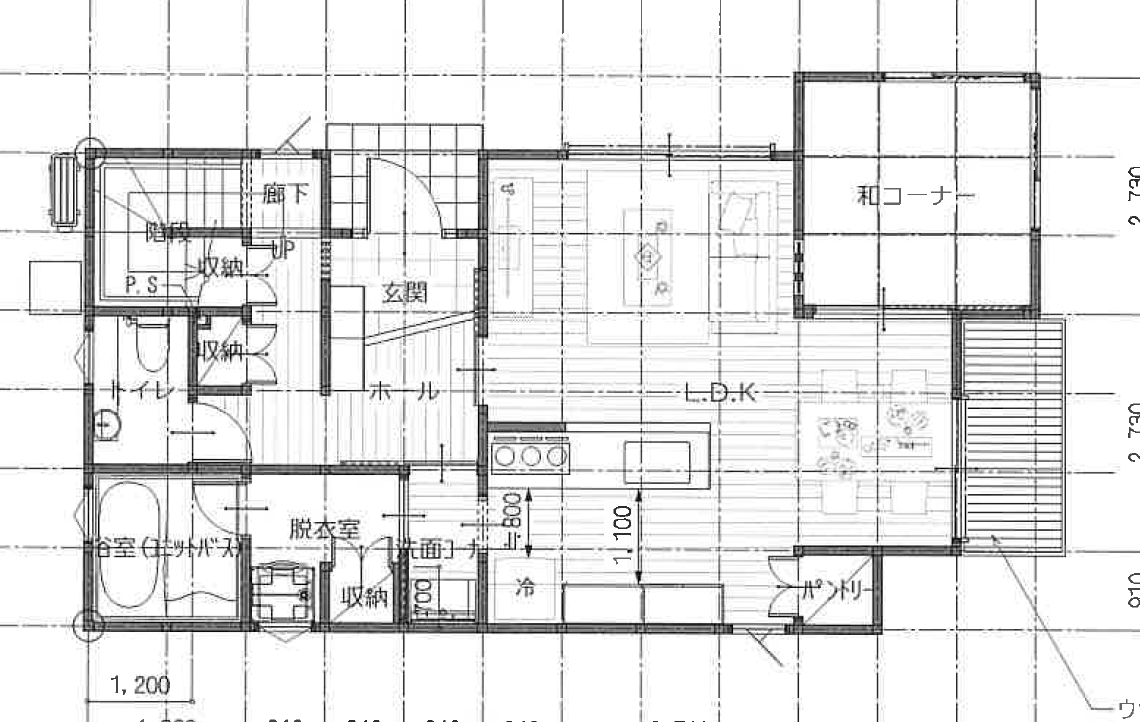 廊下
和コーナー
2,730
階段
UP
収納
P.S
玄関
収納
トイレ
ホール
L.D.K
2,730
800
1,100
脱衣室
浴室(ﾕﾆｯﾄﾊﾞｽ)
洗面コーナー
700
収納
冷
パントリー
910
1,200
ウ